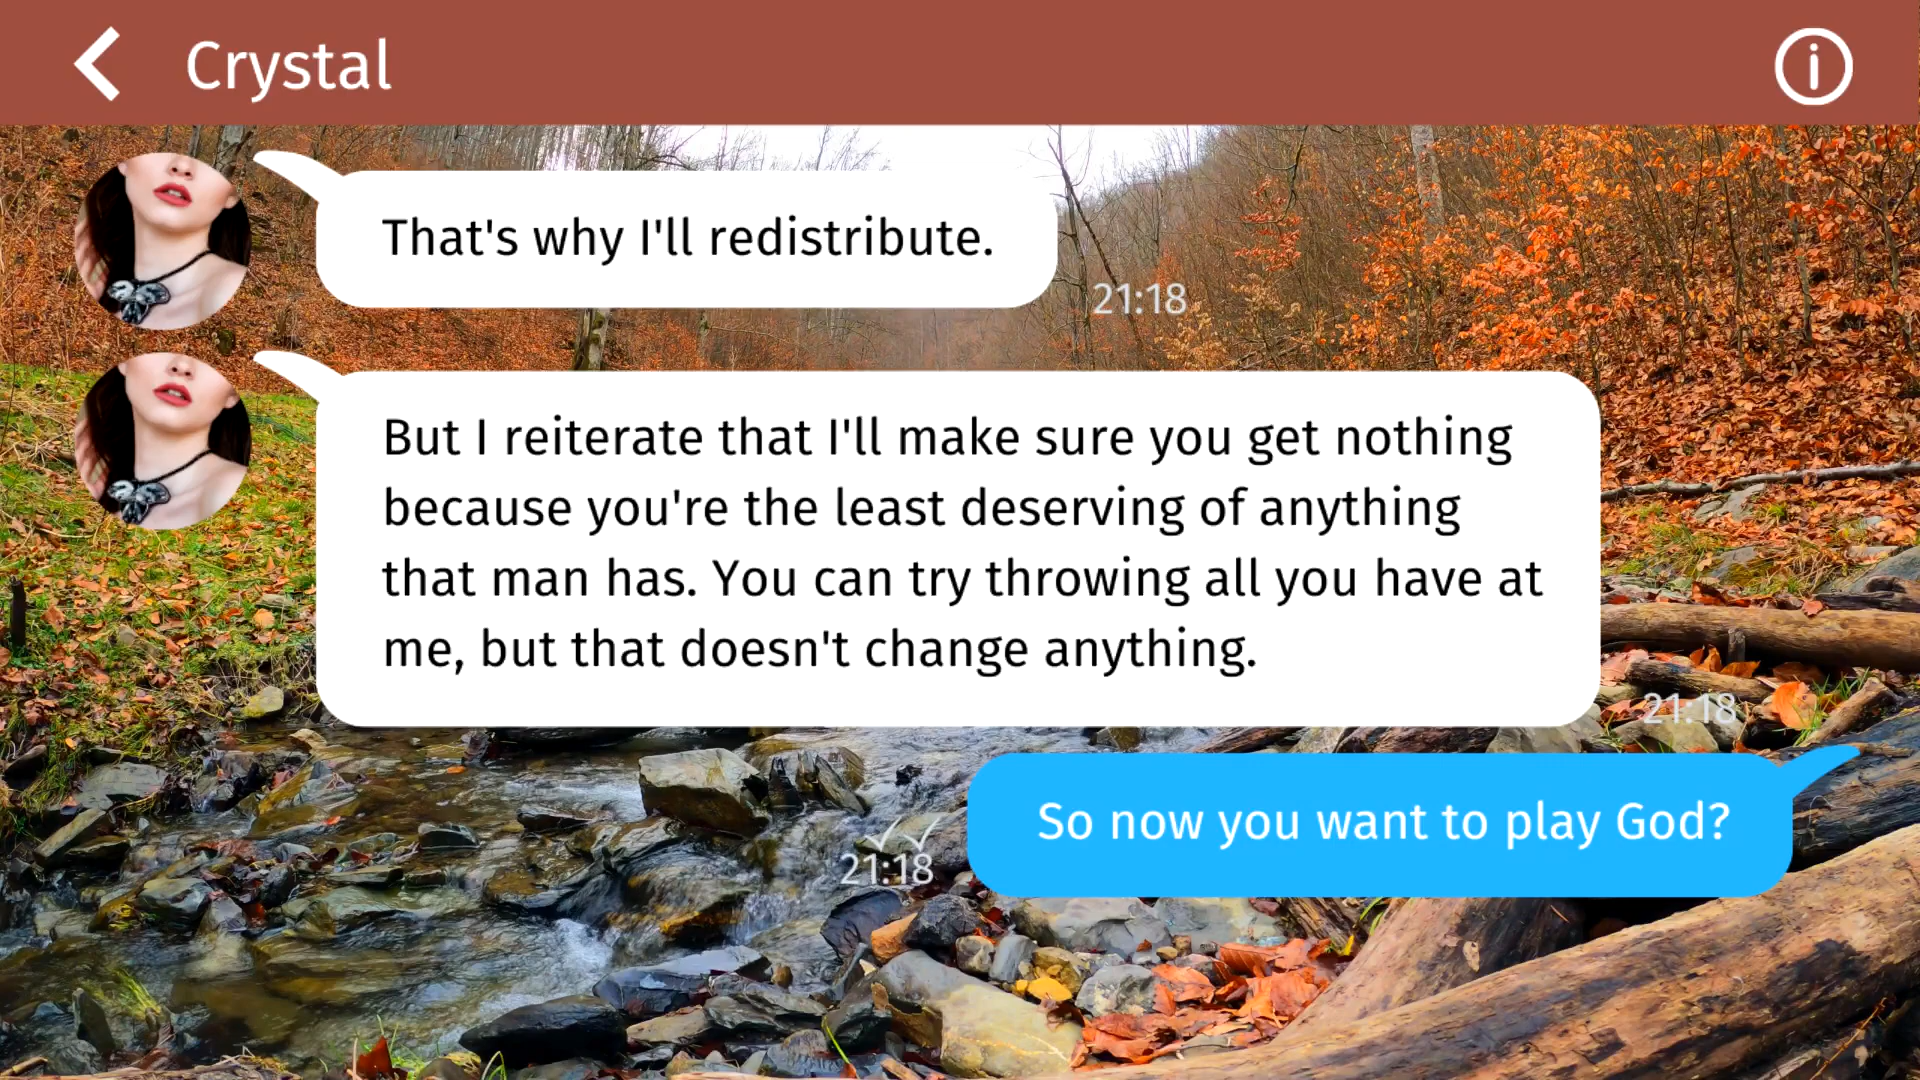 Crystal
That's why I'll redistribute.
21:18
But I reiterate that I'll make sure you get nothing
because you're the least deserving of anything
that man has. You can try throwing all you have at
me, but that doesn't change anything.
21:18
So now you want to play God?
21:18